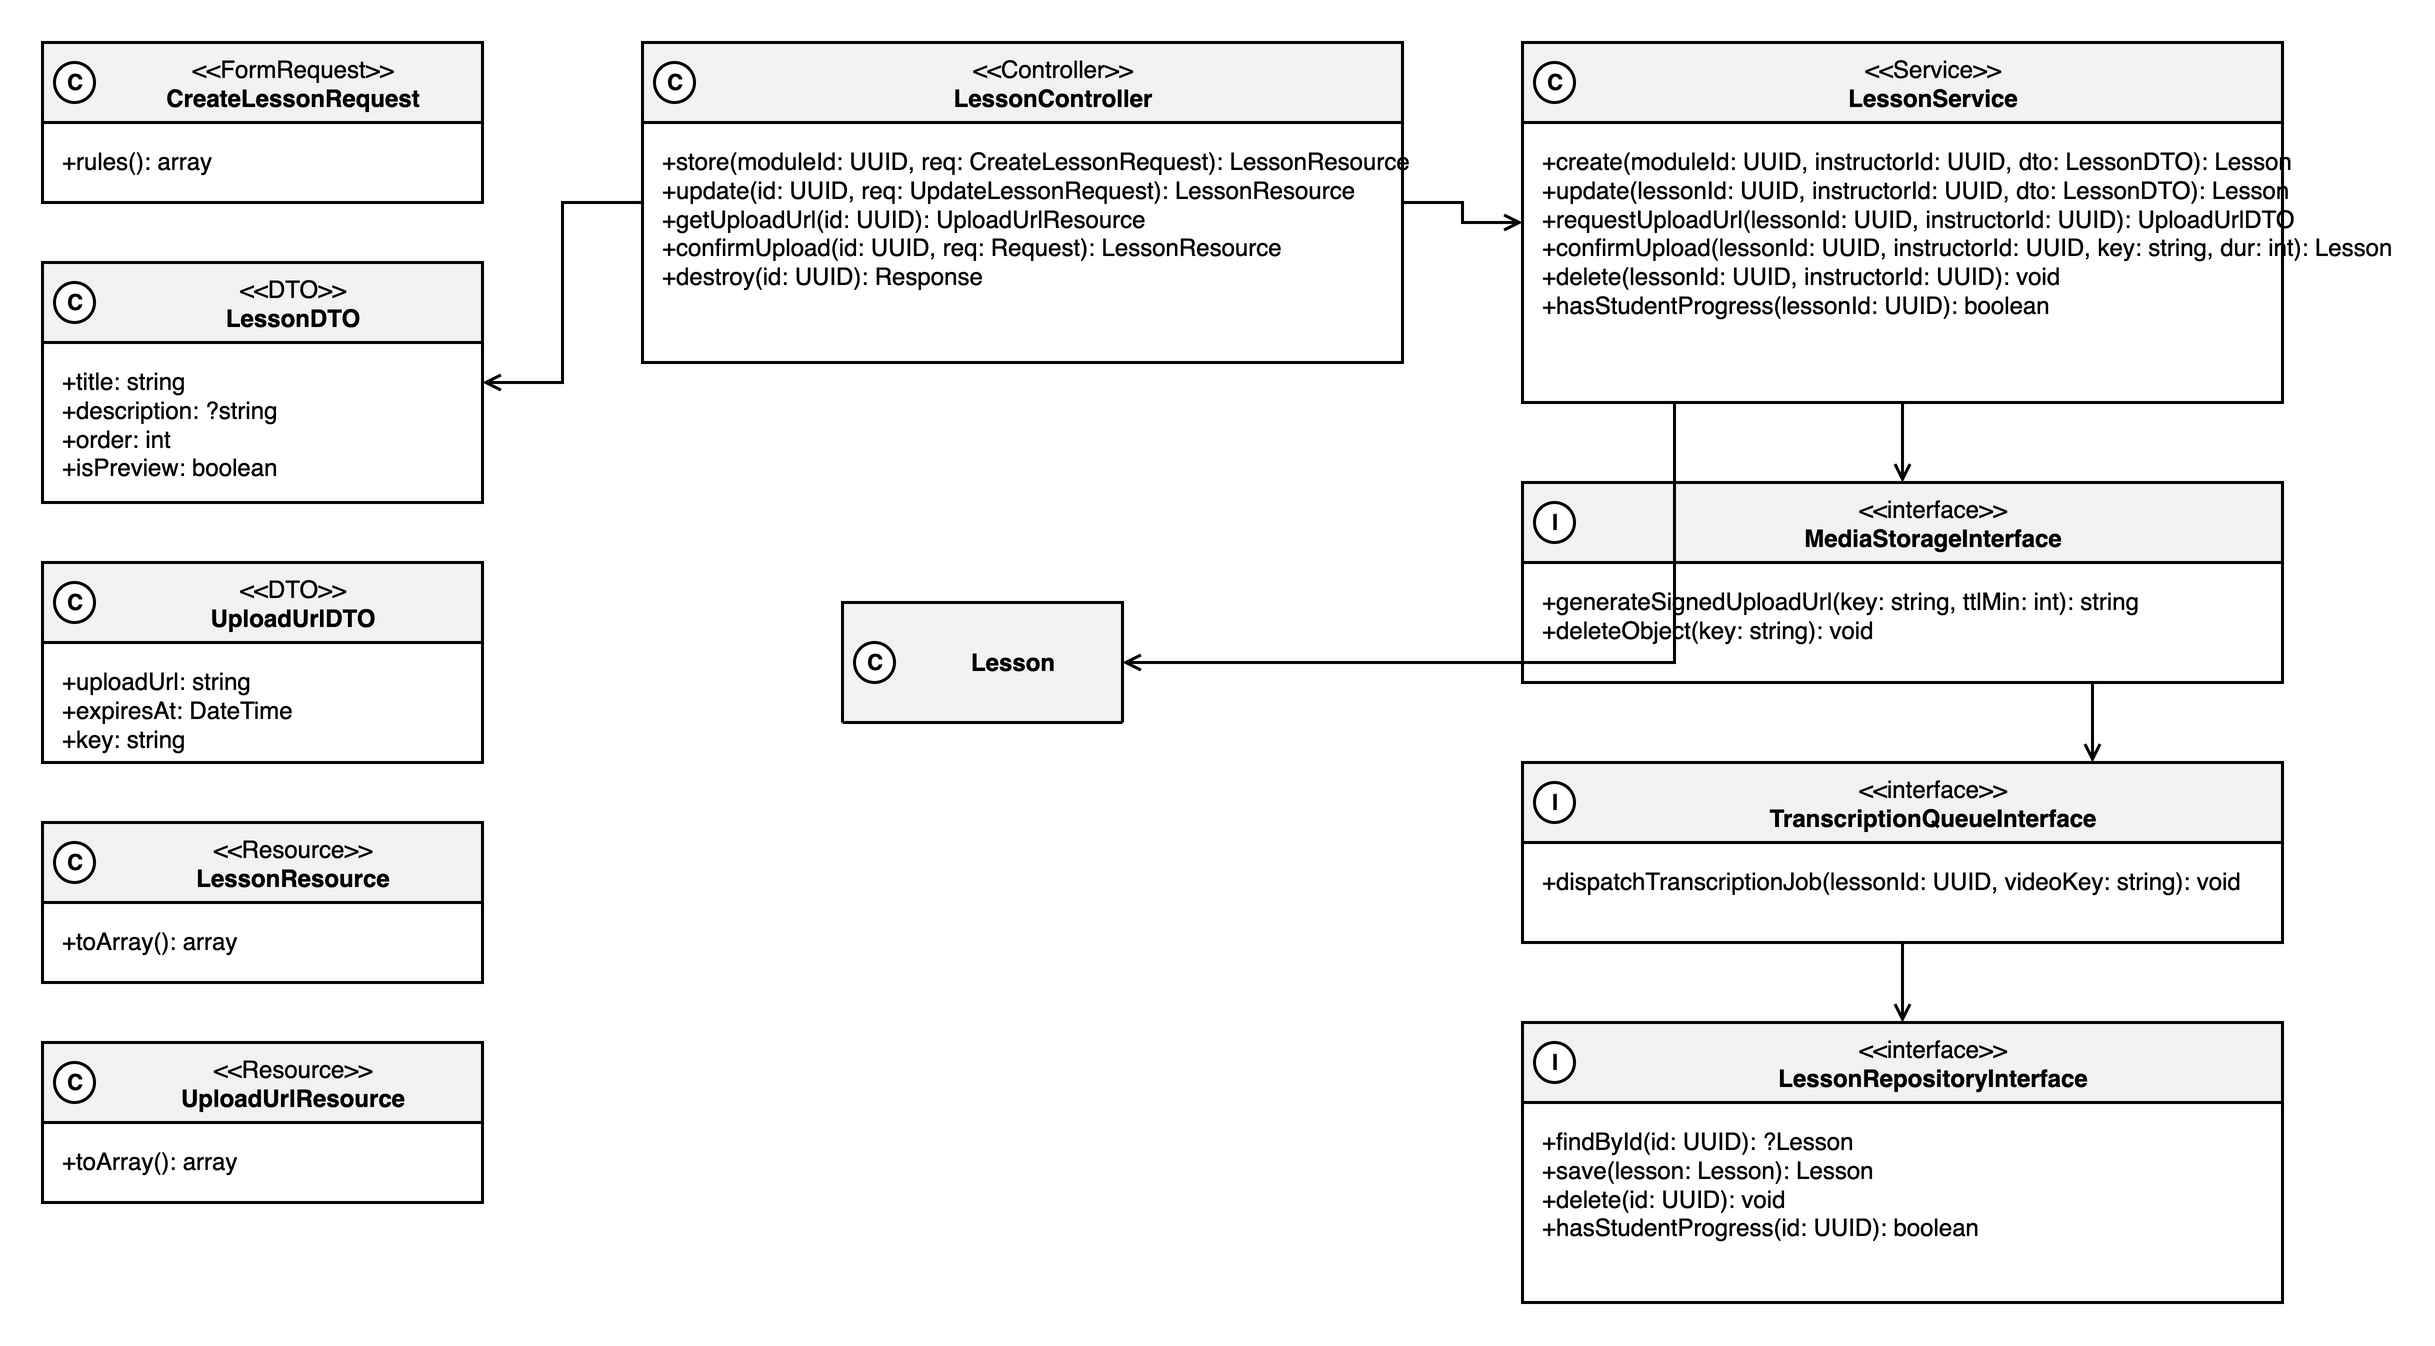 C
<<FormRequest>>
CreateLessonRequest
+rules(): array
C
<<DTO>>
LessonDTO
+title: string
+description: ?string
+order: int
+isPreview: boolean
C
<<DTO>>
UploadUrlDTO
+uploadUrl: string
+expiresAt: DateTime
+key: string
C
<<Resource>>
LessonResource
+toArray(): array
C
<<Resource>>
UploadUrlResource
+toArray(): array
C
<<Controller>>
LessonController
+store(moduleId: UUID, req: CreateLessonRequest): LessonResource
+update(id: UUID, req: UpdateLessonRequest): LessonResource
+getUploadUrl(id: UUID): UploadUrlResource
+confirmUpload(id: UUID, req: Request): LessonResource
+destroy(id: UUID): Response
C
Lesson
C
<<Service>>
LessonService
+create(moduleId: UUID, instructorId: UUID, dto: LessonDTO): Lesson
+update(lessonId: UUID, instructorId: UUID, dto: LessonDTO): Lesson
+requestUploadUrl(lessonId: UUID, instructorId: UUID): UploadUrlDTO
+confirmUpload(lessonId: UUID, instructorId: UUID, key: string, dur: int): Lesson
+delete(lessonId: UUID, instructorId: UUID): void
+hasStudentProgress(lessonId: UUID): boolean
I
<<interface>>
MediaStorageInterface
+generateSignedUploadUrl(key: string, ttlMin: int): string
+deleteObject(key: string): void
I
<<interface>>
TranscriptionQueueInterface
+dispatchTranscriptionJob(lessonId: UUID, videoKey: string): void
I
<<interface>>
LessonRepositoryInterface
+findById(id: UUID): ?Lesson
+save(lesson: Lesson): Lesson
+delete(id: UUID): void
+hasStudentProgress(id: UUID): boolean